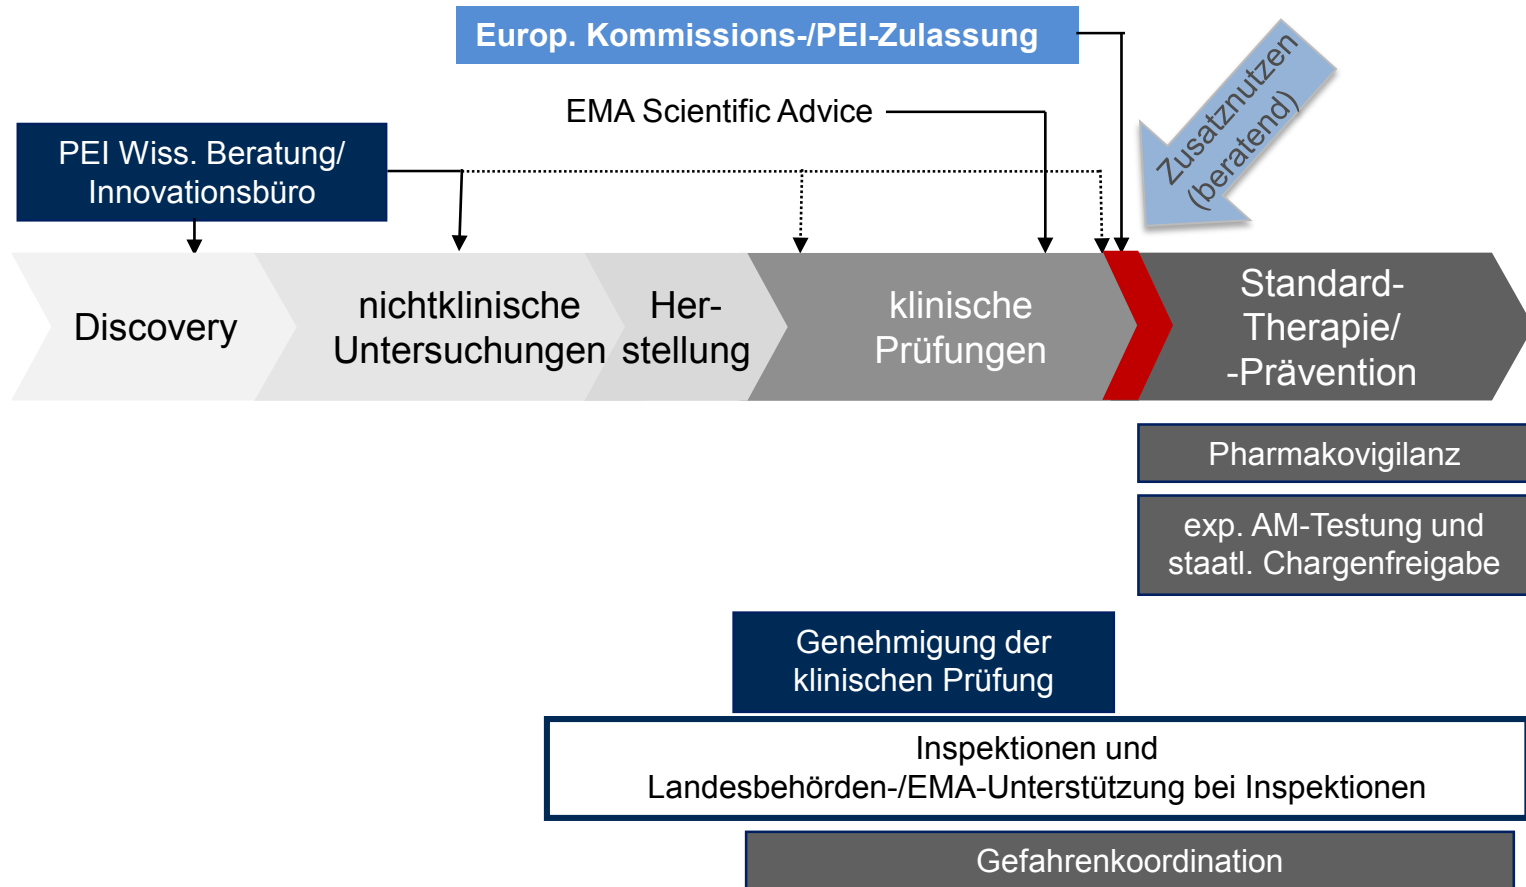 Europ. Kommissions-/PEI-Zulassung
EMA Scientific Advice
Zusatznutzen
(beratend)
PEI Wiss. Beratung/
Innovationsbüro
Discovery
nichtklinische
Untersuchungen
Her-
stellung
klinische
Prüfungen
Standard-
Therapie/
-Prävention
Pharmakovigilanz
exp. AM-Testung und
staatl. Chargenfreigabe
Genehmigung der
klinischen Prüfung
Inspektionen und
Landesbehörden-/EMA-Unterstützung bei Inspektionen
Gefahrenkoordination